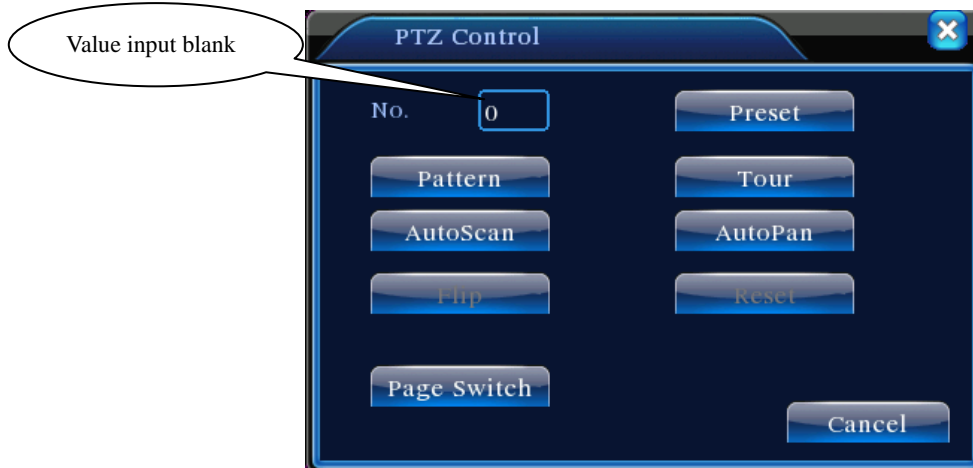 Value input blank
PTZ Control
No. 0 Preset
Pattern Tour
AutoScan AutoPan
Flip Reset
Page Switch
Cancel